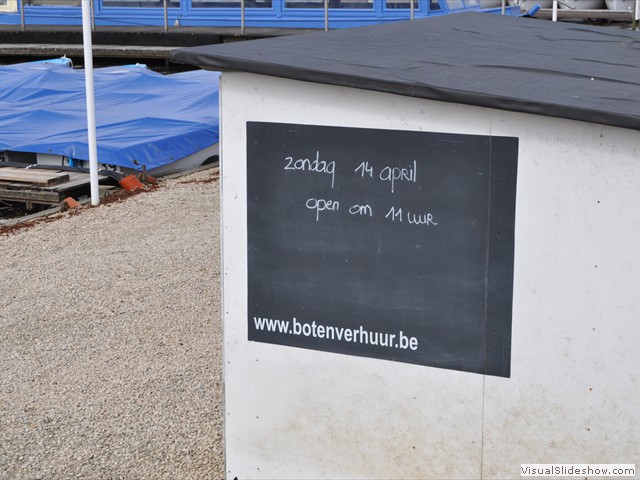 zondag 14 april
open om 11 uur
www.botenverhuur.be
VisualSlideshow.com